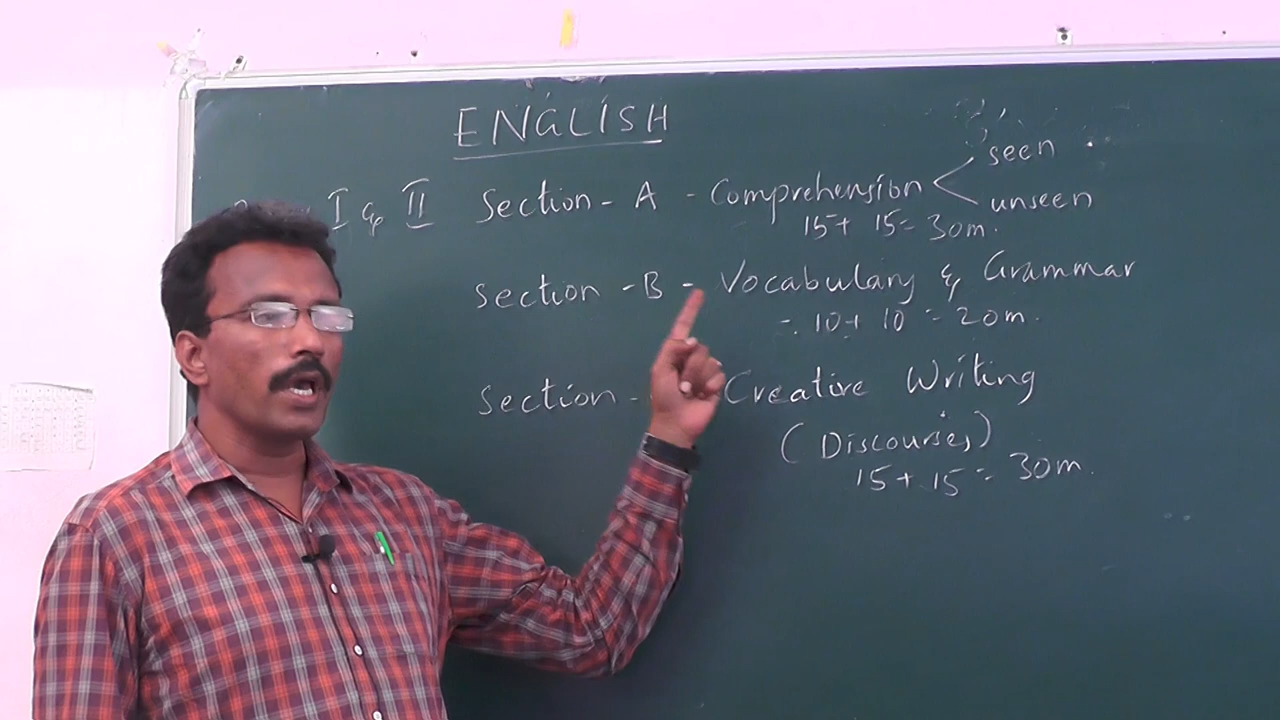 ENGLISH
I & II Section - A - Comprehension < seen
unseen
15+ 15= 30m.
Section - B - Vocabulary & Grammar
= 10+ 10 = 20m.
Section - Creative Writing
(Discourses)
15+ 15 = 30m.